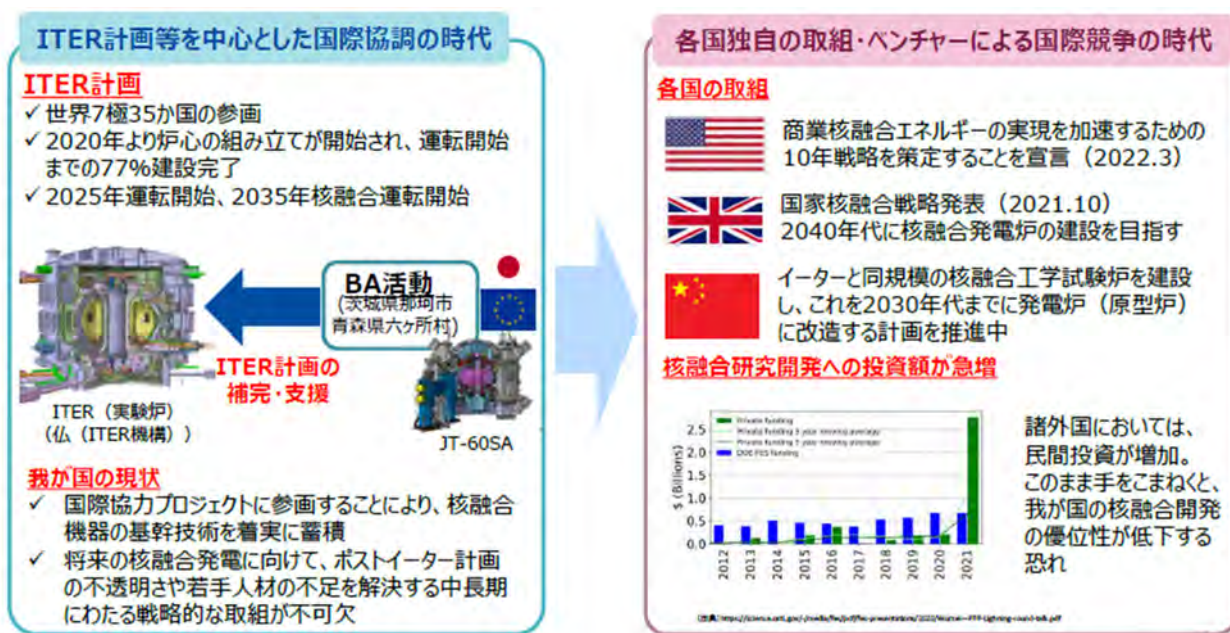 ITER計画等を中心とした国際協調の時代
ITER計画
✓ 世界7極35か国の参画
✓ 2020年より炉心の組み立てが開始され、運転開始
までの77%建設完了
✓ 2025年運転開始、2035年核融合運転開始
BA活動
(茨城県那珂市
青森県六ヶ所村)
ITER計画の
補完・支援
ITER(実験炉)
(仏(ITER機構))
JT-60SA
我が国の現状
✓ 国際協力プロジェクトに参画することにより、核融合
機器の基幹技術を着実に蓄積
✓ 将来の核融合発電に向けて、ポストイーター計画
の不透明さや若手人材の不足を解決する中長期
にわたる戦略的な取組が不可欠
各国独自の取組・ベンチャーによる国際競争の時代
各国の取組
商業核融合エネルギーの実現を加速するための
10年戦略を策定することを宣言(2022.3)
国家核融合戦略発表(2021.10)
2040年代に核融合発電炉の建設を目指す
イーターと同規模の核融合工学試験炉を建設
し、これを2030年代までに発電炉(原型炉)
に改造する計画を推進中
核融合研究開発への投資額が急増
$ (Billions)
2.5
2.0
1.5
1.0
0.5
0.0
Private funding
Private funding 3 year moving average
Private funding 7 year moving average
DOE FES funding
2012
2013
2014
2015
2016
2017
2018
2019
2020
2021
諸外国においては、
民間投資が増加。
このまま手をこまねくと、
我が国の核融合開発
の優位性が低下する
恐れ